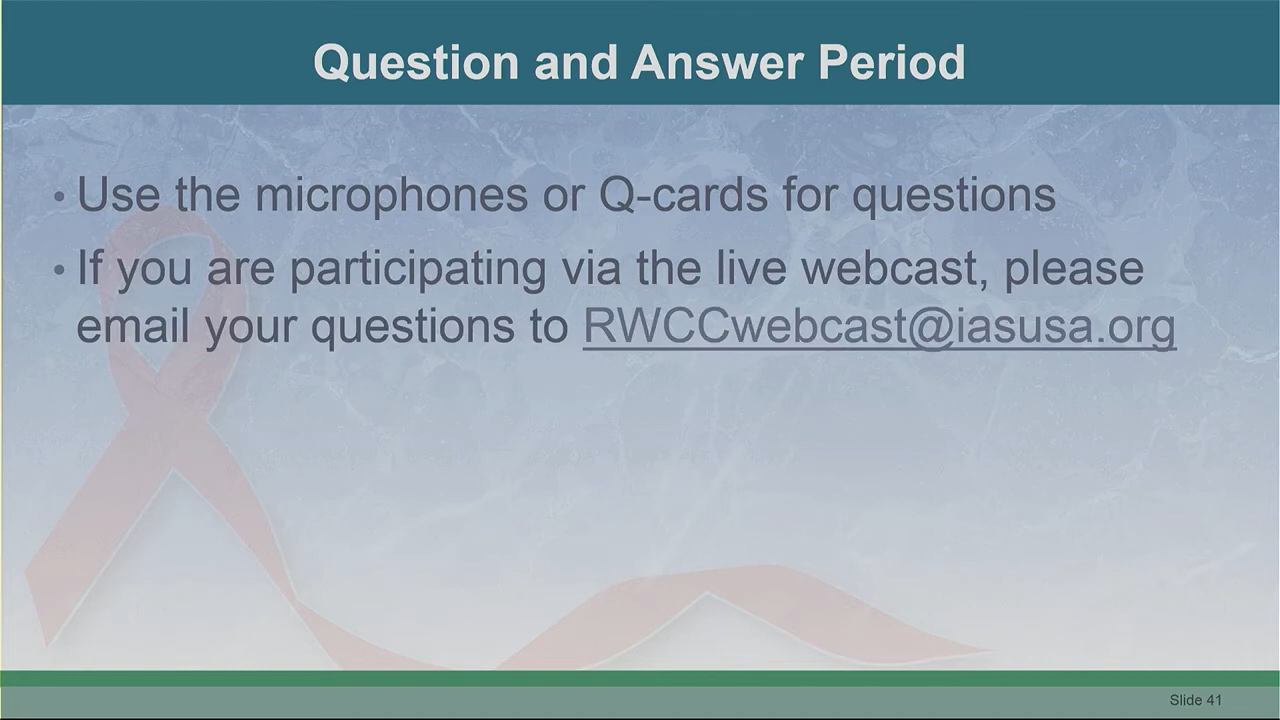 Question and Answer Period
• Use the microphones or Q-cards for questions
• If you are participating via the live webcast, please
email your questions to RWCCwebcast@iasusa.org
Slide 41